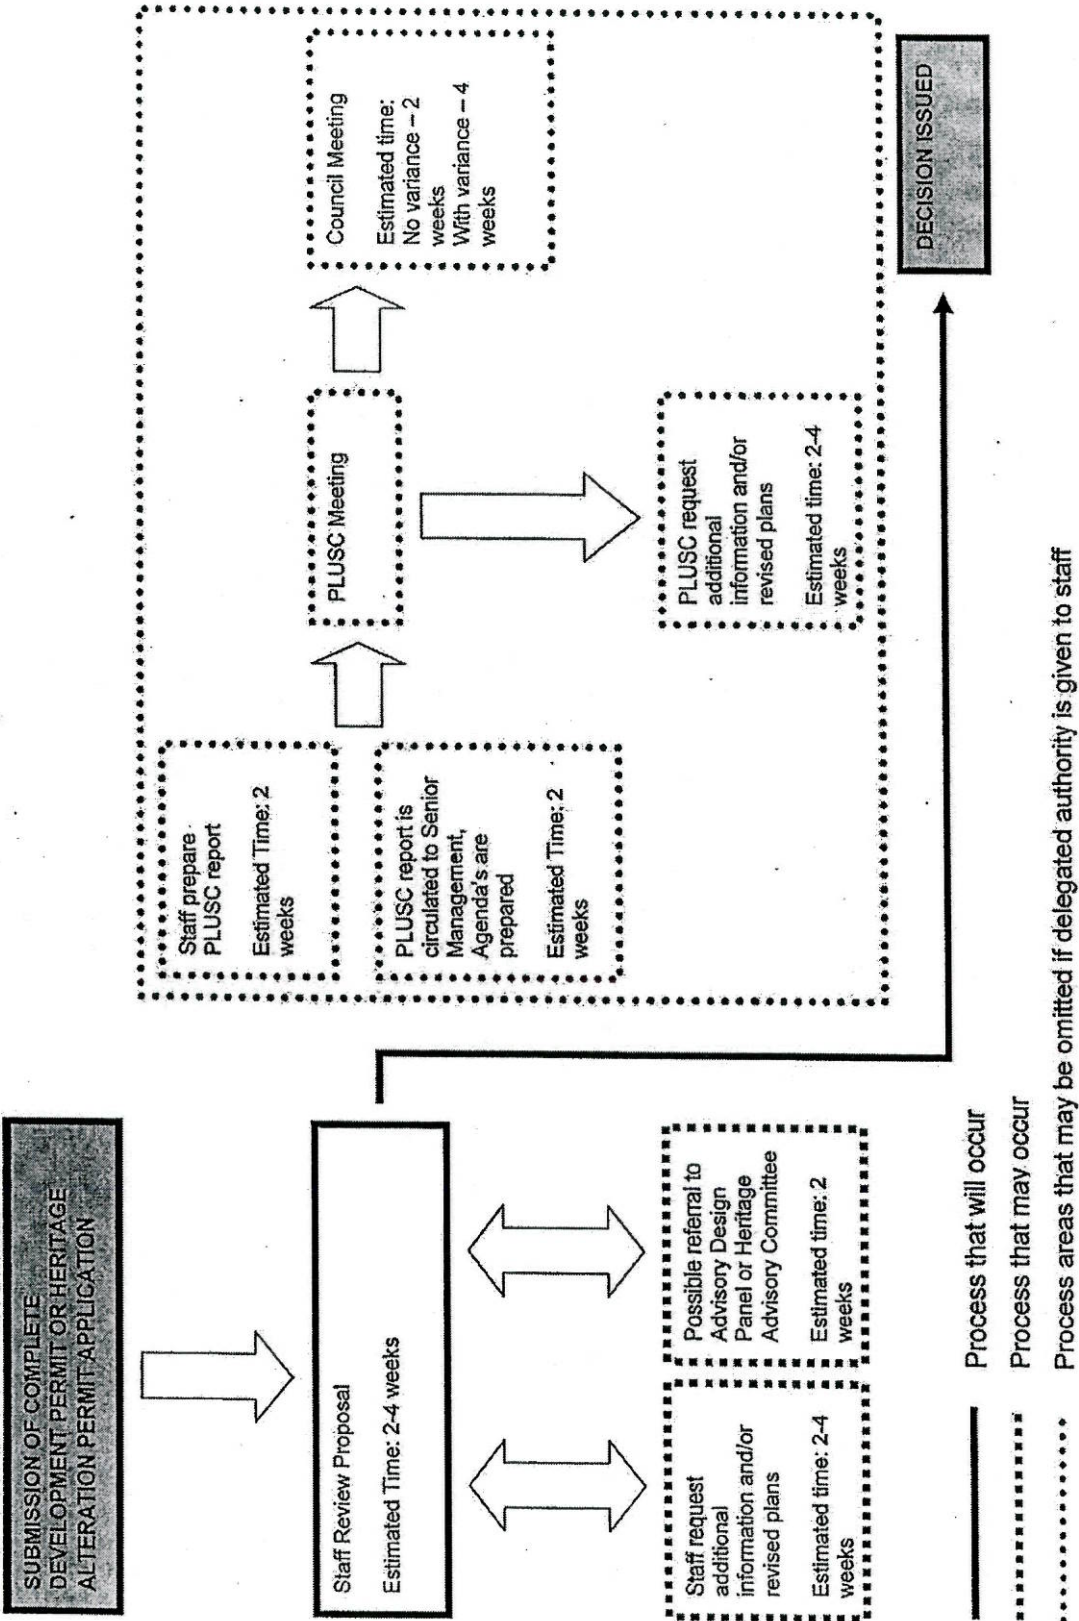 SUBMISSION OF COMPLETE
DEVELOPMENT PERMIT OR HERITAGE
ALTERATION PERMIT APPLICATION
Staff Review Proposal
Estimated Time: 2-4 weeks
Staff request
additional
information and/or
revised plans
Estimated time: 2-4
weeks
Possible referral to
Advisory Design
Panel or Heritage
Advisory Committee
Estimated time: 2
weeks
Staff prepare
PLUSC report
Estimated Time: 2
weeks
PLUSC report is
circulated to Senior
Management,
Agenda's are
prepared
Estimated Time: 2
weeks
PLUSC Meeting
PLUSC request
additional
information and/or
revised plans
Estimated time: 2-4
weeks
Council Meeting
Estimated time:
No variance – 2
weeks
With variance – 4
weeks
DECISION ISSUED
Process that will occur
Process that may occur
Process areas that may be omitted if delegated authority is given to staff